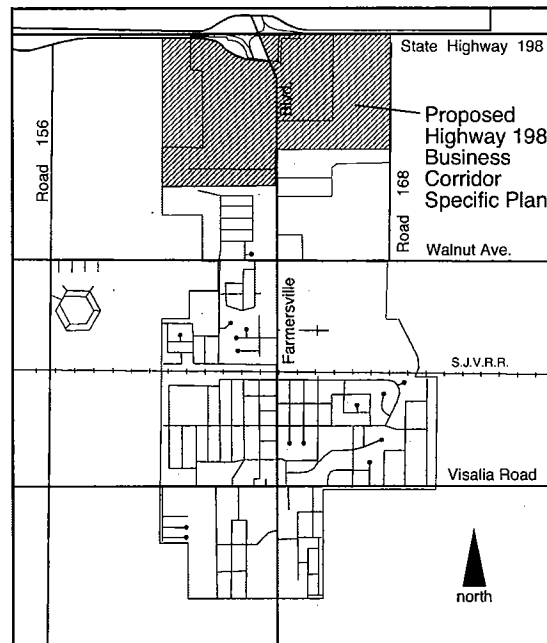 State Highway 198
Blvd.
Proposed
Highway 198
Business
Corridor
Specific Plan
Road 156
Road 168
Walnut Ave.
Farmersville
S.J.V.R.R.
Visalia Road
north